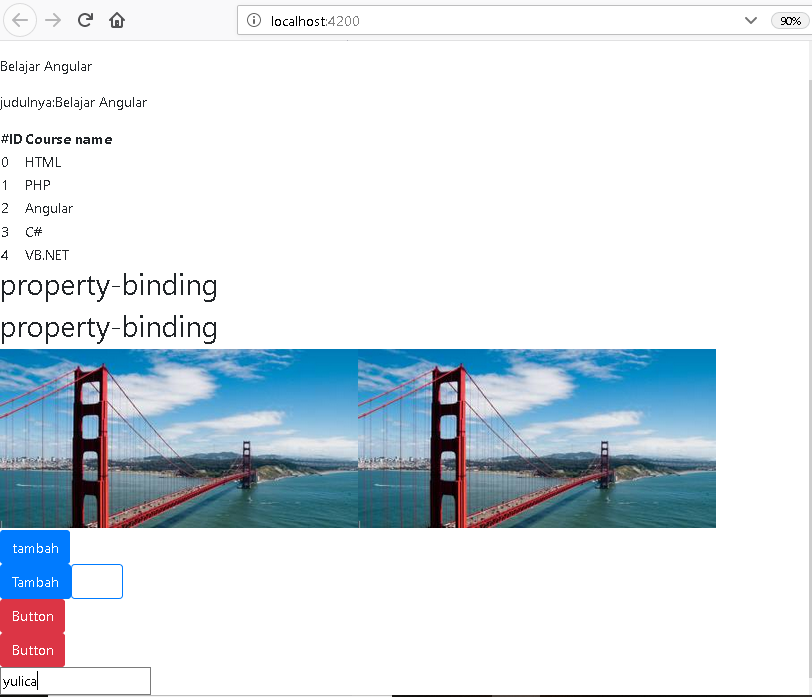 localhost:4200
90%
Belajar Angular
judulnya:Belajar Angular
#ID Course name
0 HTML
1 PHP
2 Angular
3 C#
4 VB.NET
property-binding
property-binding
tambah
Tambah
Button
Button
yulica